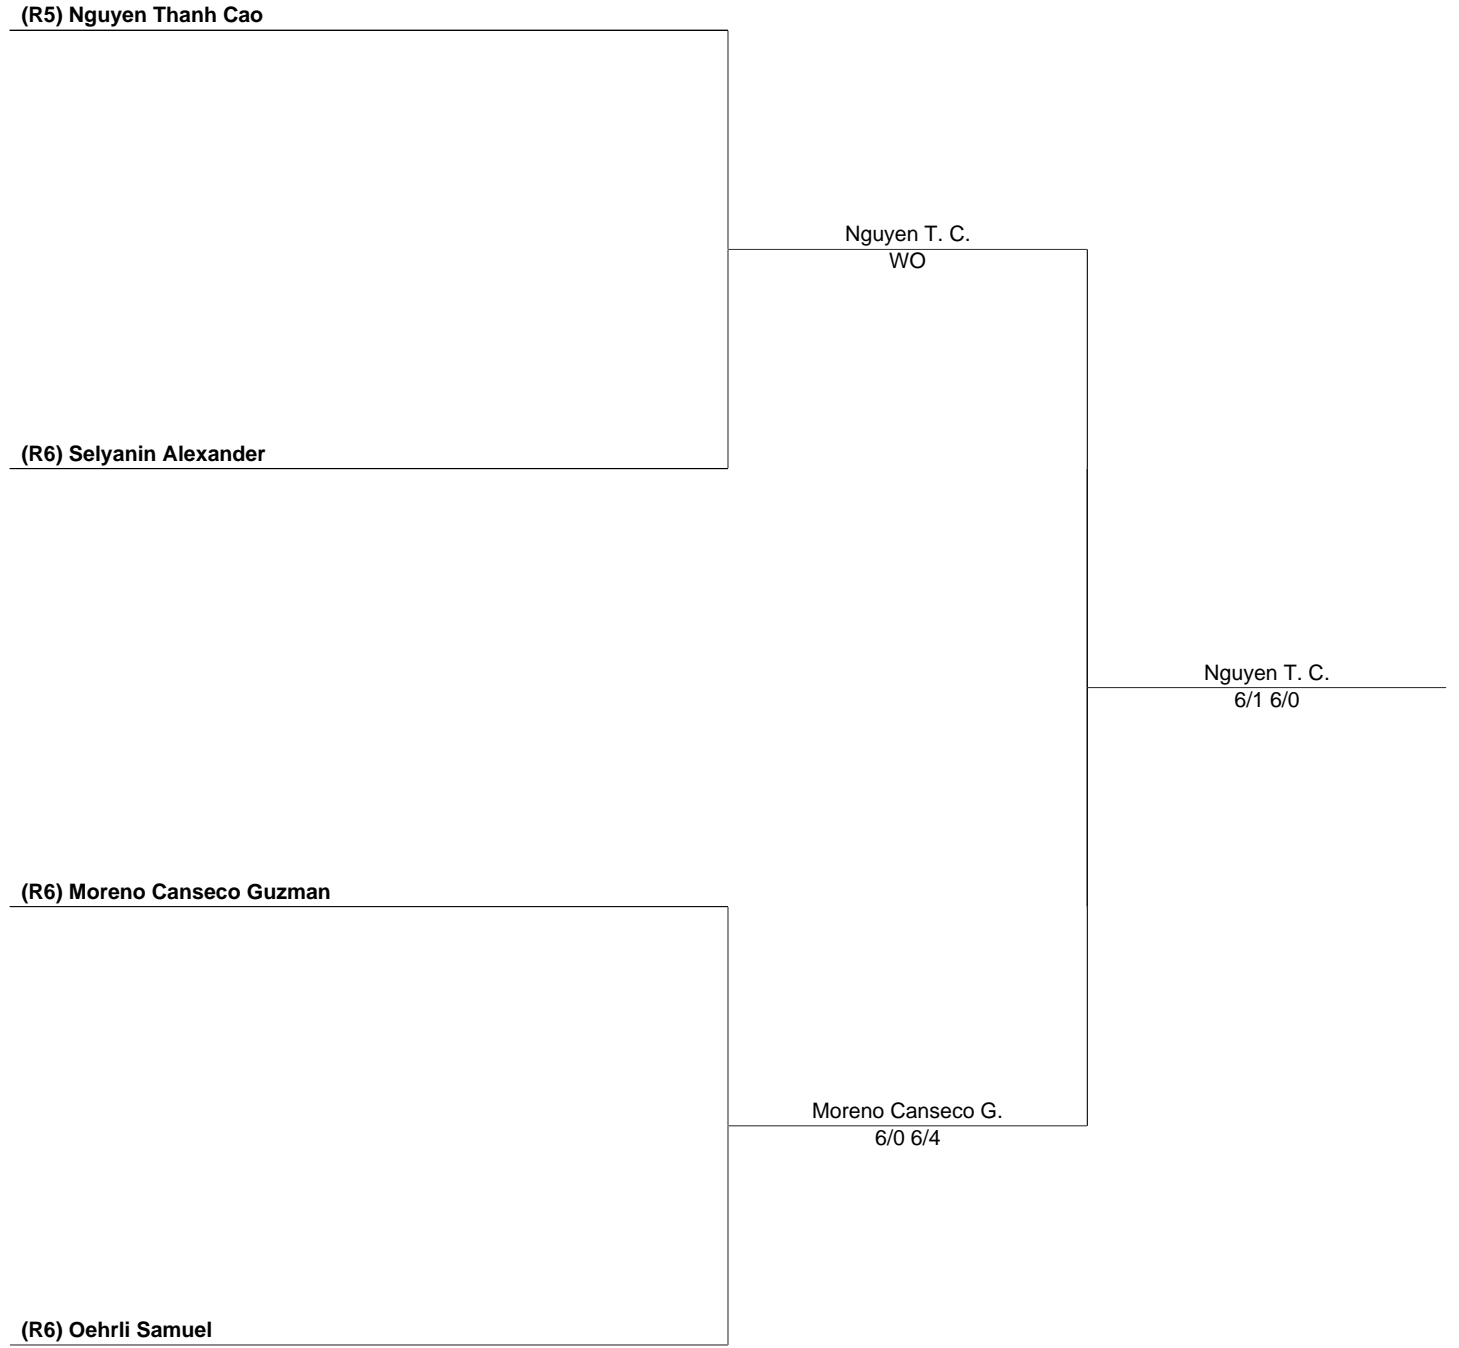 (R5) Nguyen Thanh Cao
Nguyen T. C.
WO
(R6) Selyanin Alexander
Nguyen T. C.
6/1 6/0
(R6) Moreno Canseco Guzman
Moreno Canseco G.
6/0 6/4
(R6) Oehrli Samuel